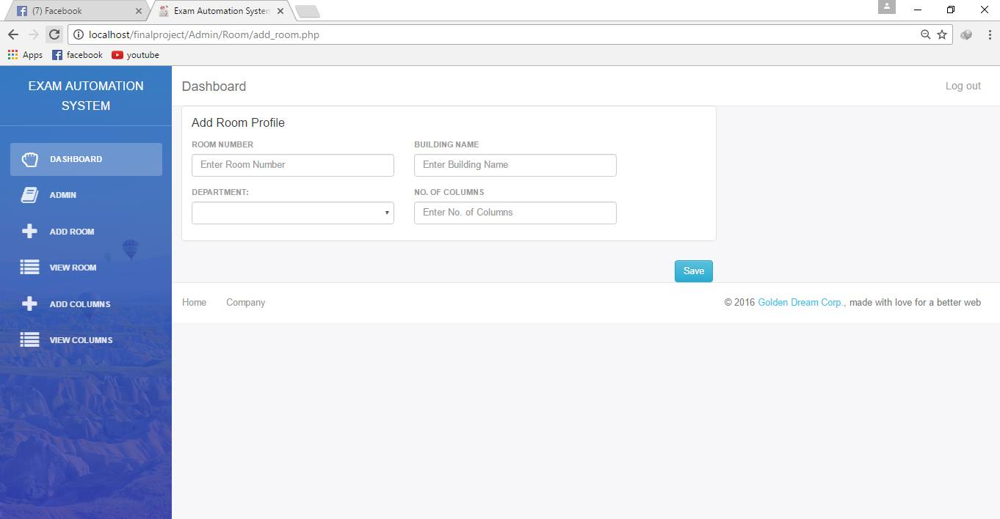 (7) Facebook
Exam Automation System
localhost/finalproject/Admin/Room/add_room.php
Apps facebook youtube
EXAM AUTOMATION
SYSTEM
Dashboard
Log out
DASHBOARD
ADMIN
ADD ROOM
VIEW ROOM
ADD COLUMNS
VIEW COLUMNS
Add Room Profile
ROOM NUMBER BUILDING NAME
Enter Room Number Enter Building Name
DEPARTMENT: NO. OF COLUMNS
Enter No. of Columns
Save
Home Company
© 2016 Golden Dream Corp., made with love for a better web